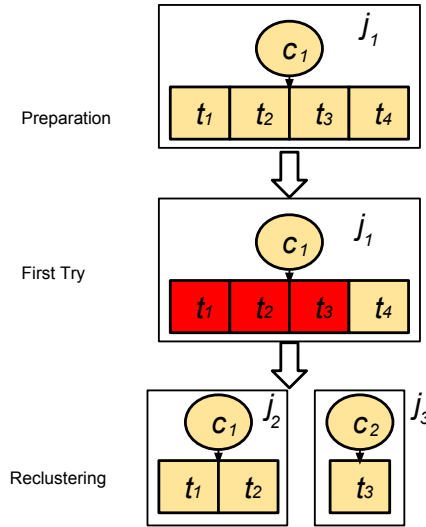 j1
c1
Preparation
t1 t2 t3 t4
j1
c1
First Try
t1 t2 t3 t4
j2 j3
c1 c2
Reclustering
t1 t2 t3